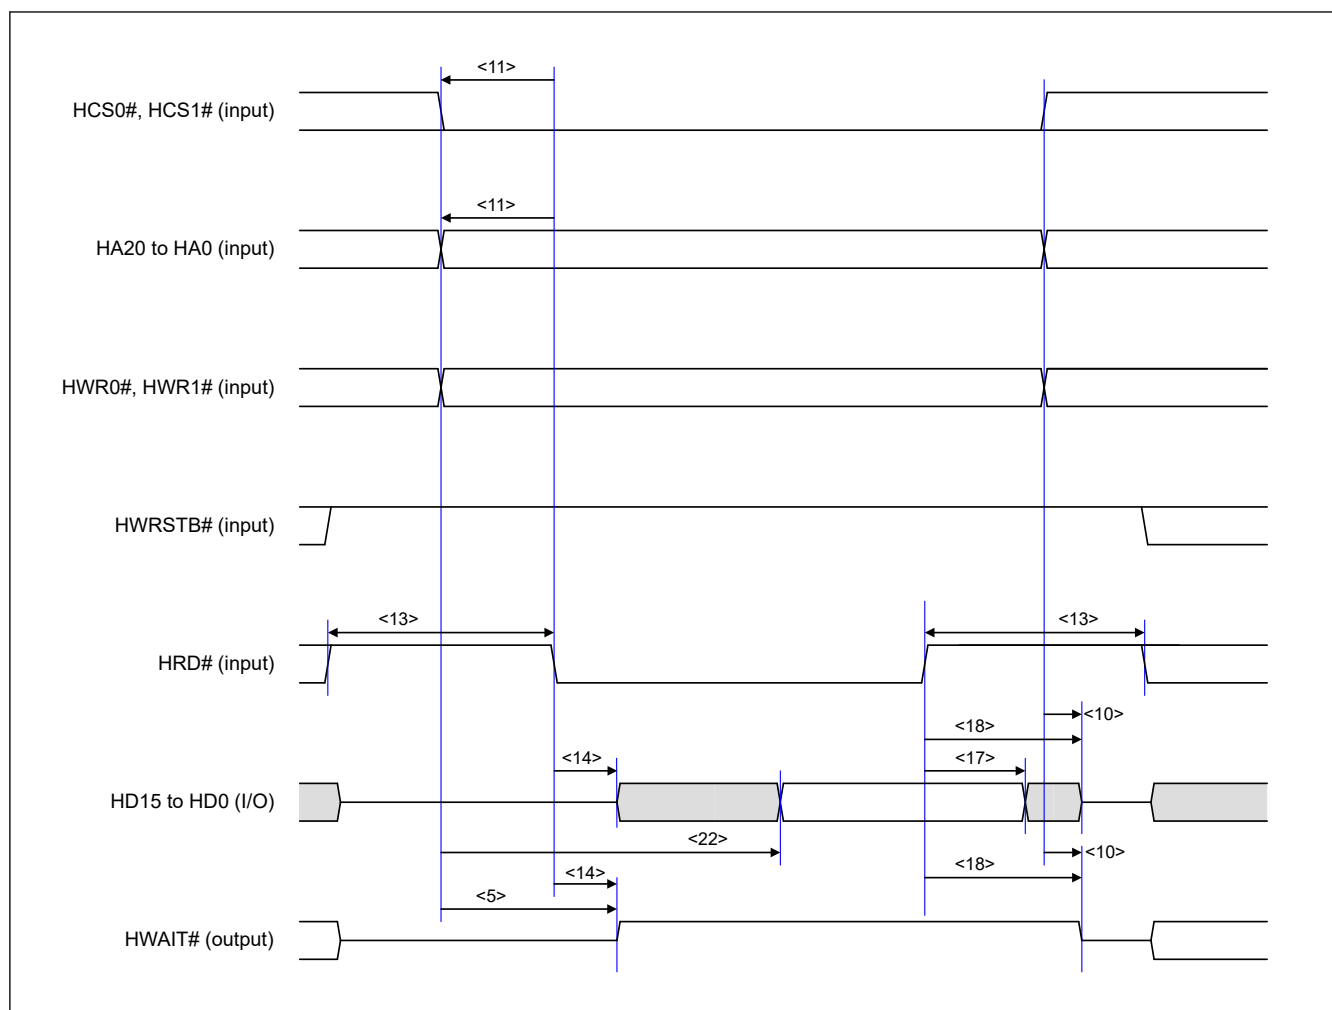 <11>
HCS0#, HCS1# (input)
<11>
HA20 to HA0 (input)
HWR0#, HWR1# (input)
HWRSTB# (input)
<13> <13>
HRD# (input)
<10>
<18>
<14> <17>
HD15 to HD0 (I/O)
<22> <10>
<14> <18>
<5>
HWAIT# (output)